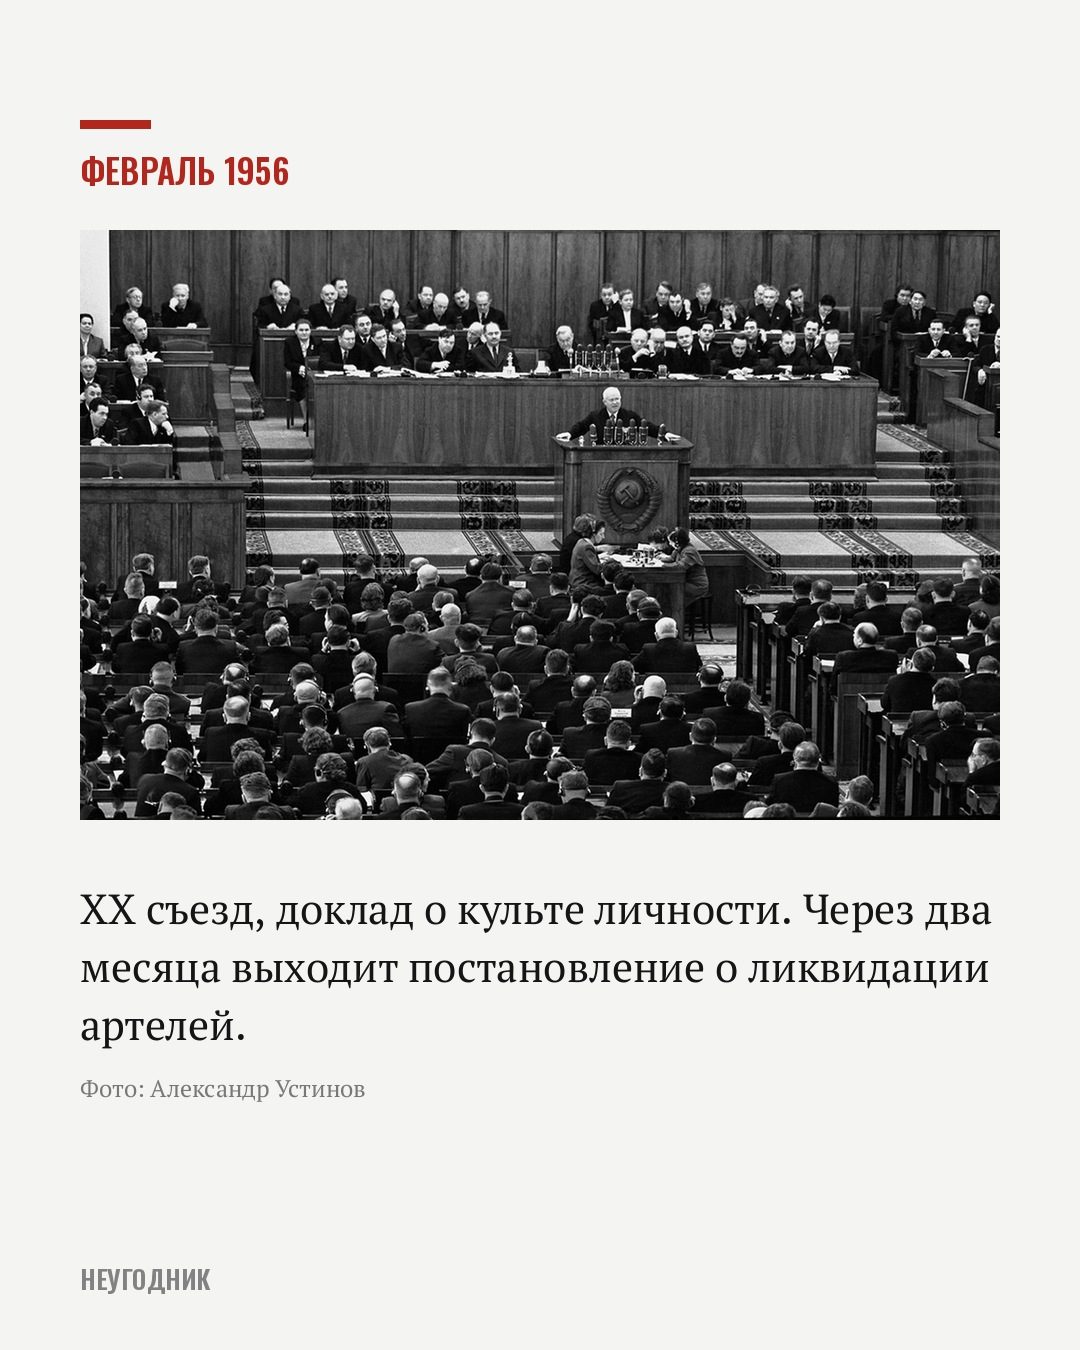 ФЕВРАЛЬ 1956
XX съезд, доклад о культе личности. Через два
месяца выходит постановление о ликвидации
артелей.
Фото: Александр Устинов
НЕУГОДНИК